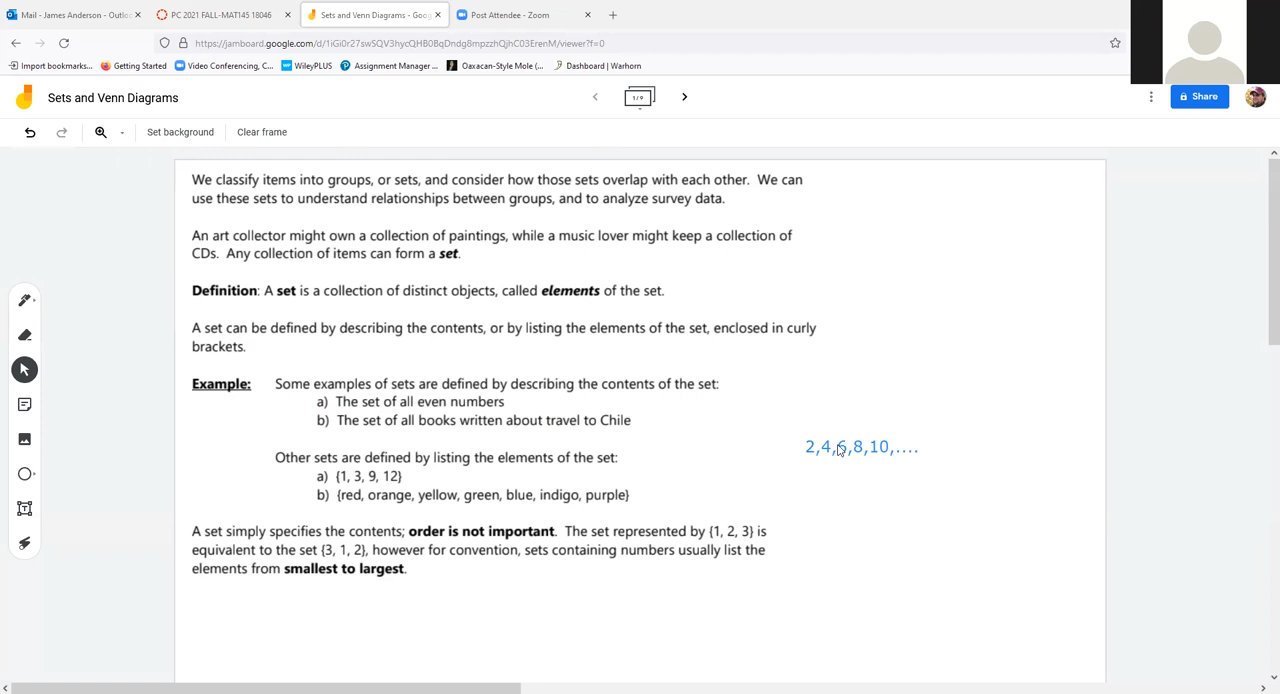 Mail - James Anderson - Outloo
PC 2021 FALL-MAT145 18046
Sets and Venn Diagrams - Goog
Post Attendee - Zoom
https://jamboard.google.com/d/1iGi0r27swSQV3hycQHB0BqDndg8mpzzhQjhC03ErenM/viewer?f=0
Import bookmarks...
Getting Started
Video Conferencing, C...
WileyPLUS
Assignment Manager ...
Oaxacan-Style Mole (...
Dashboard | Warhorn
Sets and Venn Diagrams
1/9
Share
Set background
Clear frame
We classify items into groups, or sets, and consider how those sets overlap with each other. We can
use these sets to understand relationships between groups, and to analyze survey data.
An art collector might own a collection of paintings, while a music lover might keep a collection of
CDs. Any collection of items can form a set.
Definition: A set is a collection of distinct objects, called elements of the set.
A set can be defined by describing the contents, or by listing the elements of the set, enclosed in curly
brackets.
Example: Some examples of sets are defined by describing the contents of the set:
a) The set of all even numbers
b) The set of all books written about travel to Chile
2,4,6,8,10,....
Other sets are defined by listing the elements of the set:
a) {1, 3, 9, 12}
b) {red, orange, yellow, green, blue, indigo, purple}
A set simply specifies the contents; order is not important. The set represented by {1, 2, 3} is
equivalent to the set {3, 1, 2}, however for convention, sets containing numbers usually list the
elements from smallest to largest.